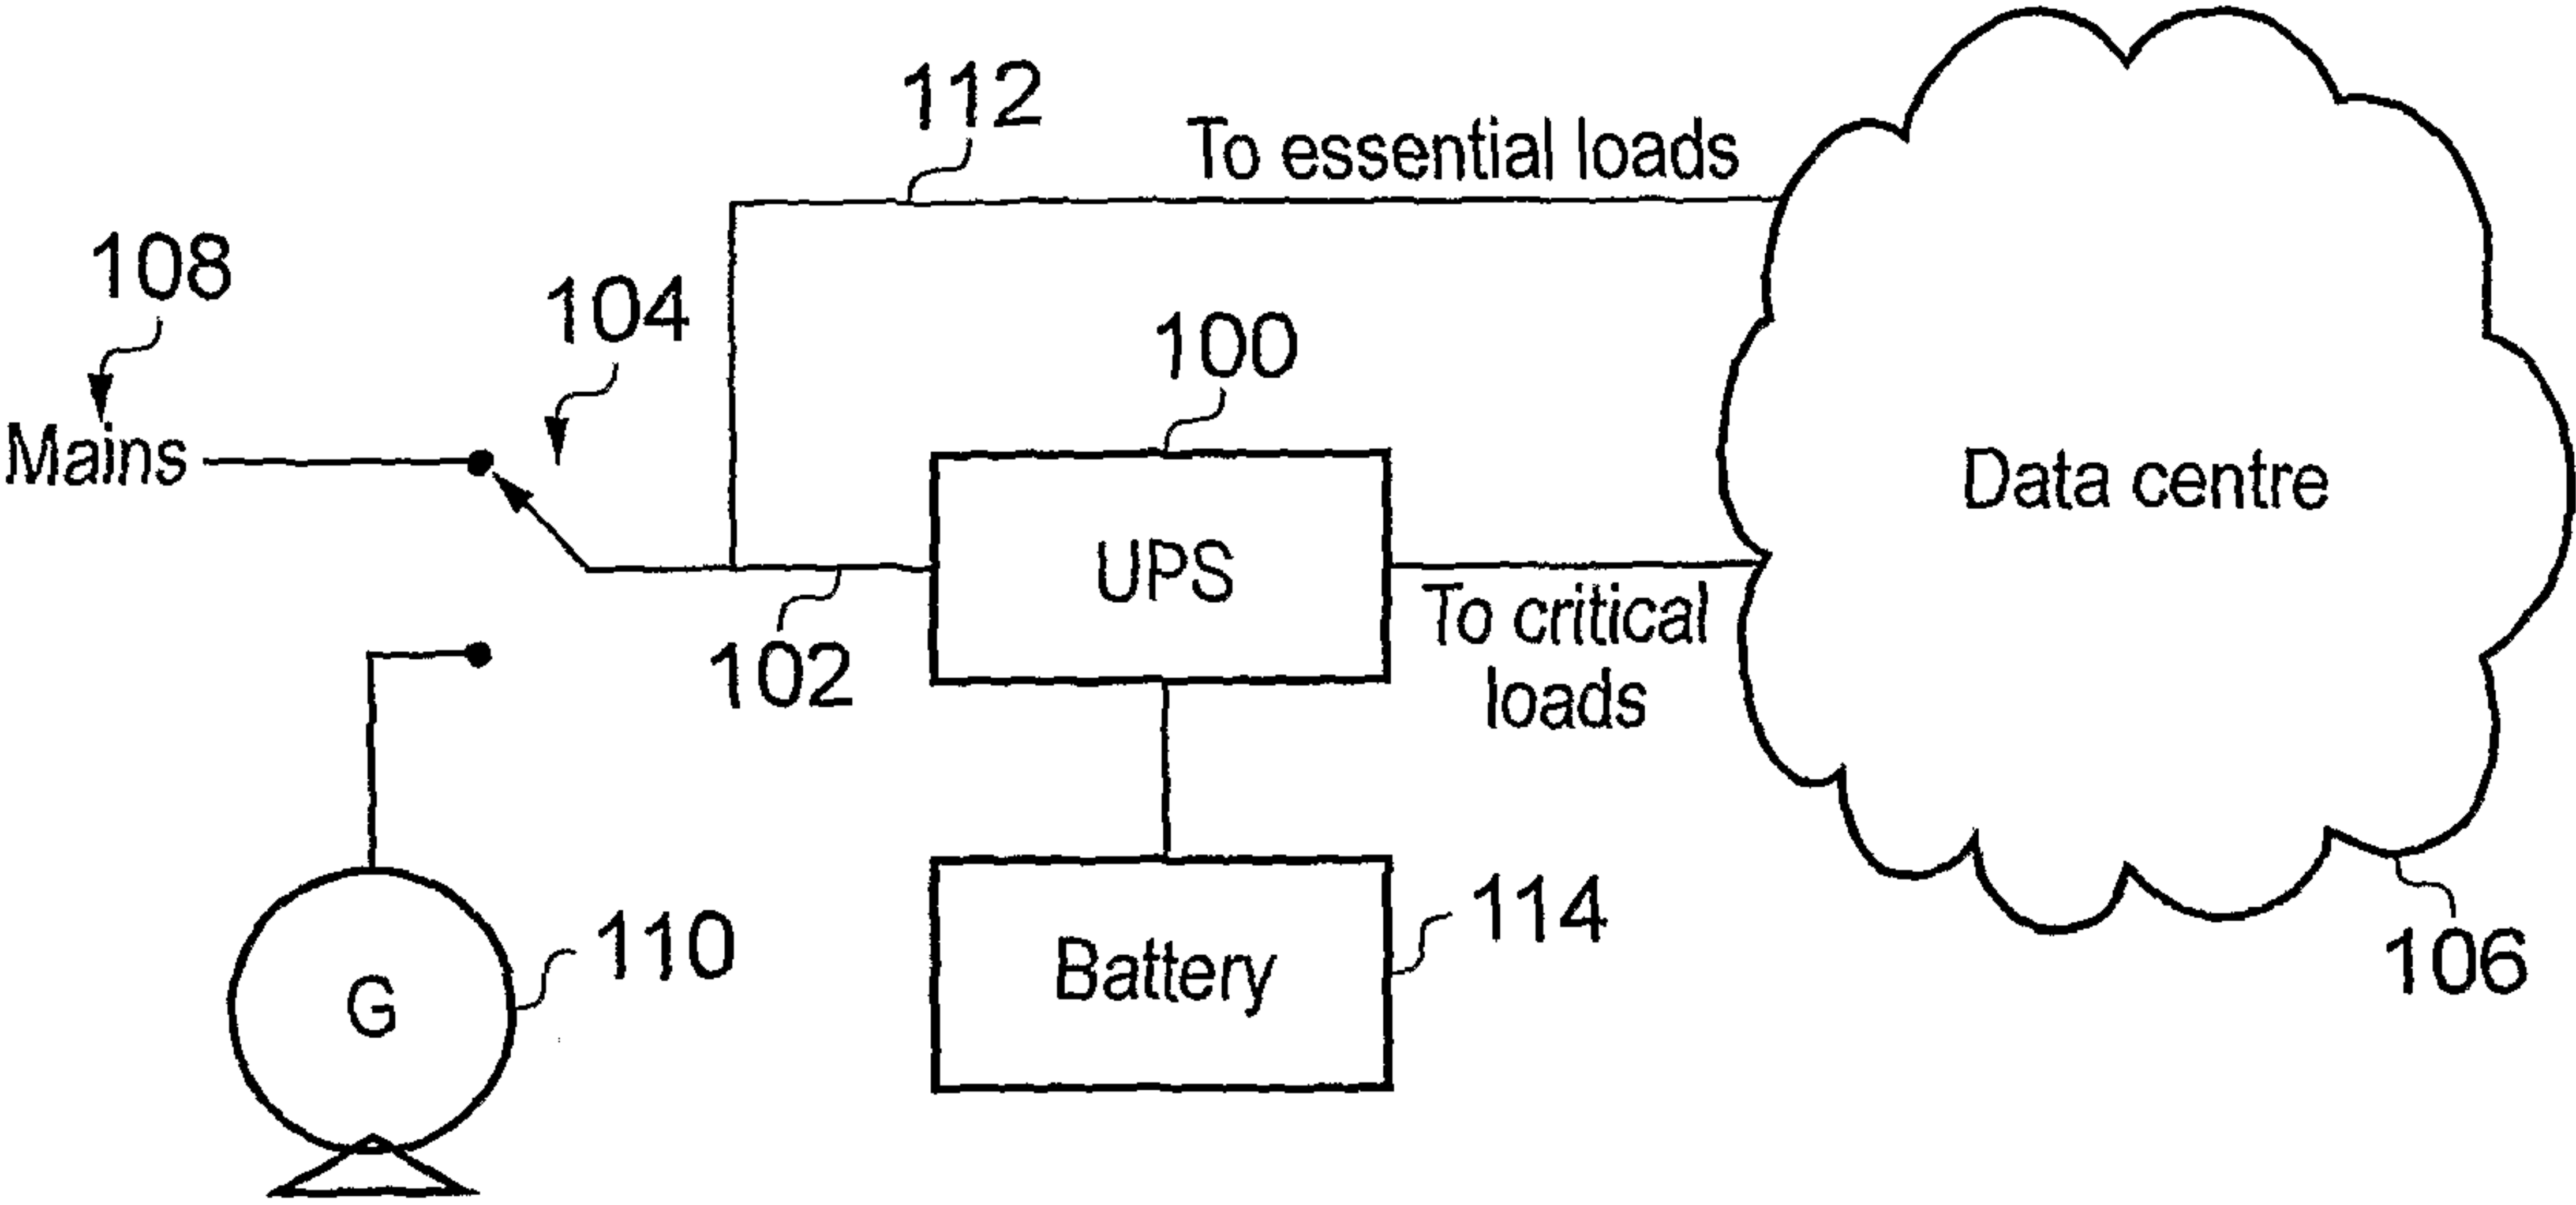 112
To essential loads
108
104
100
Mains
Data centre
UPS
To critical
loads
102
114
110
Battery
106
G